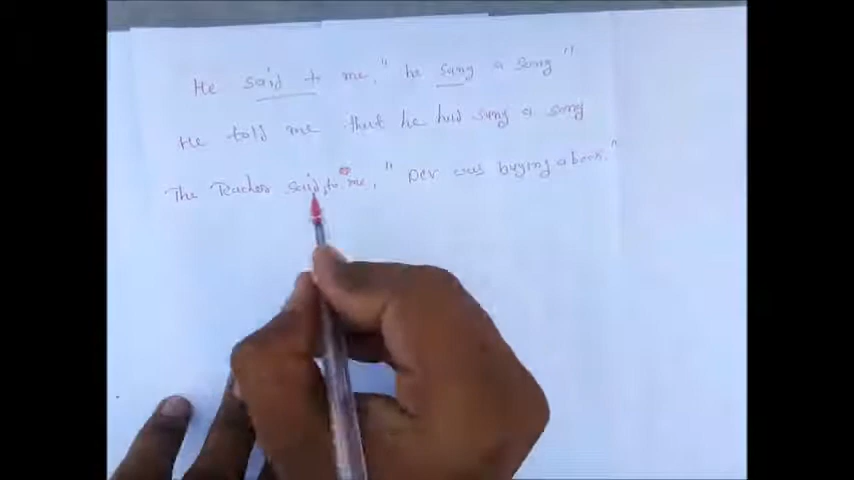 He said to me, " he sang a song "
He told me that he had sung a song
The Teacher said to me, " Dev was buying a book. "